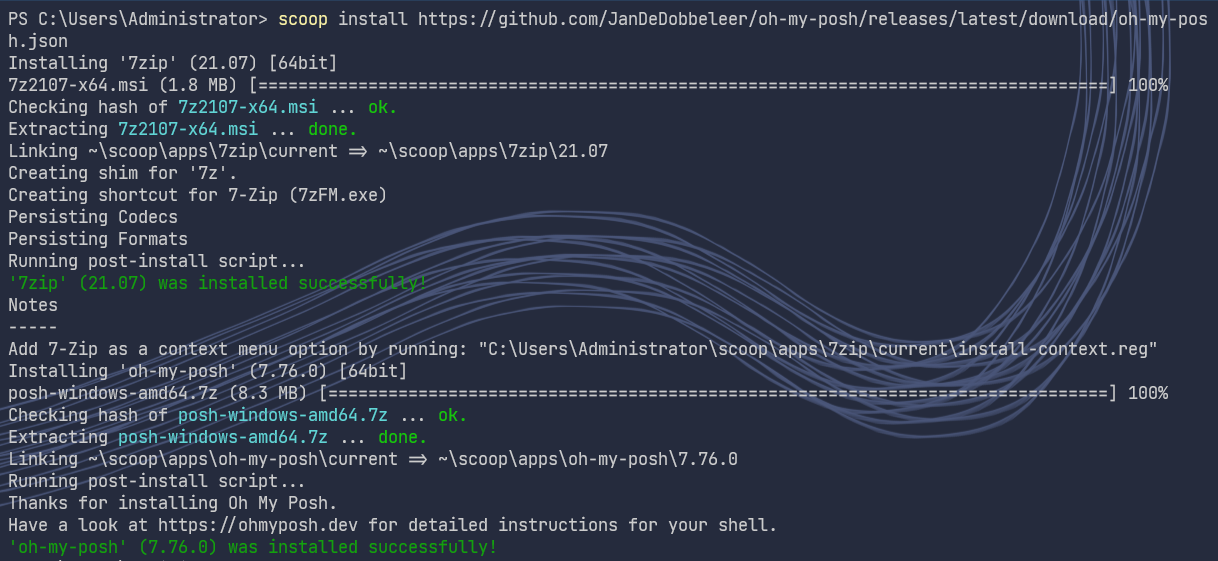 PS C:\Users\Administrator> scoop install https://github.com/JanDeDobbeleer/oh-my-posh/releases/latest/download/oh-my-pos
h.json
Installing '7zip' (21.07) [64bit]
7z2107-x64.msi (1.8 MB) [=====================================================================================] 100%
Checking hash of 7z2107-x64.msi ... ok.
Extracting 7z2107-x64.msi ... done.
Linking ~\scoop\apps\7zip\current => ~\scoop\apps\7zip\21.07
Creating shim for '7z'.
Creating shortcut for 7-Zip (7zFM.exe)
Persisting Codecs
Persisting Formats
Running post-install script...
'7zip' (21.07) was installed successfully!
Notes
-----
Add 7-Zip as a context menu option by running: "C:\Users\Administrator\scoop\apps\7zip\current\install-context.reg"
Installing 'oh-my-posh' (7.76.0) [64bit]
posh-windows-amd64.7z (8.3 MB) [==============================================================================] 100%
Checking hash of posh-windows-amd64.7z ... ok.
Extracting posh-windows-amd64.7z ... done.
Linking ~\scoop\apps\oh-my-posh\current => ~\scoop\apps\oh-my-posh\7.76.0
Running post-install script...
Thanks for installing Oh My Posh.
Have a look at https://ohmyposh.dev for detailed instructions for your shell.
'oh-my-posh' (7.76.0) was installed successfully!